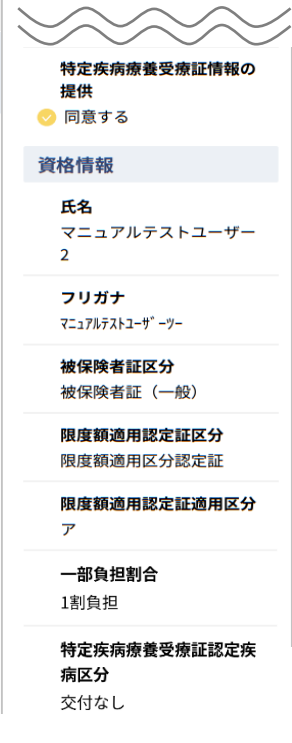 特定疾病療養受療証情報の
提供
同意する
資格情報
氏名
マニュアルテストユーザー
2
フリガナ
ﾏﾆｭｱﾙﾃｽﾄﾕｰｻﾞｰﾂｰ
被保険者証区分
被保険者証（一般）
限度額適用認定証区分
限度額適用区分認定証
限度額適用認定証適用区分
ア
一部負担割合
1割負担
特定疾病療養受療証認定疾
病区分
交付なし